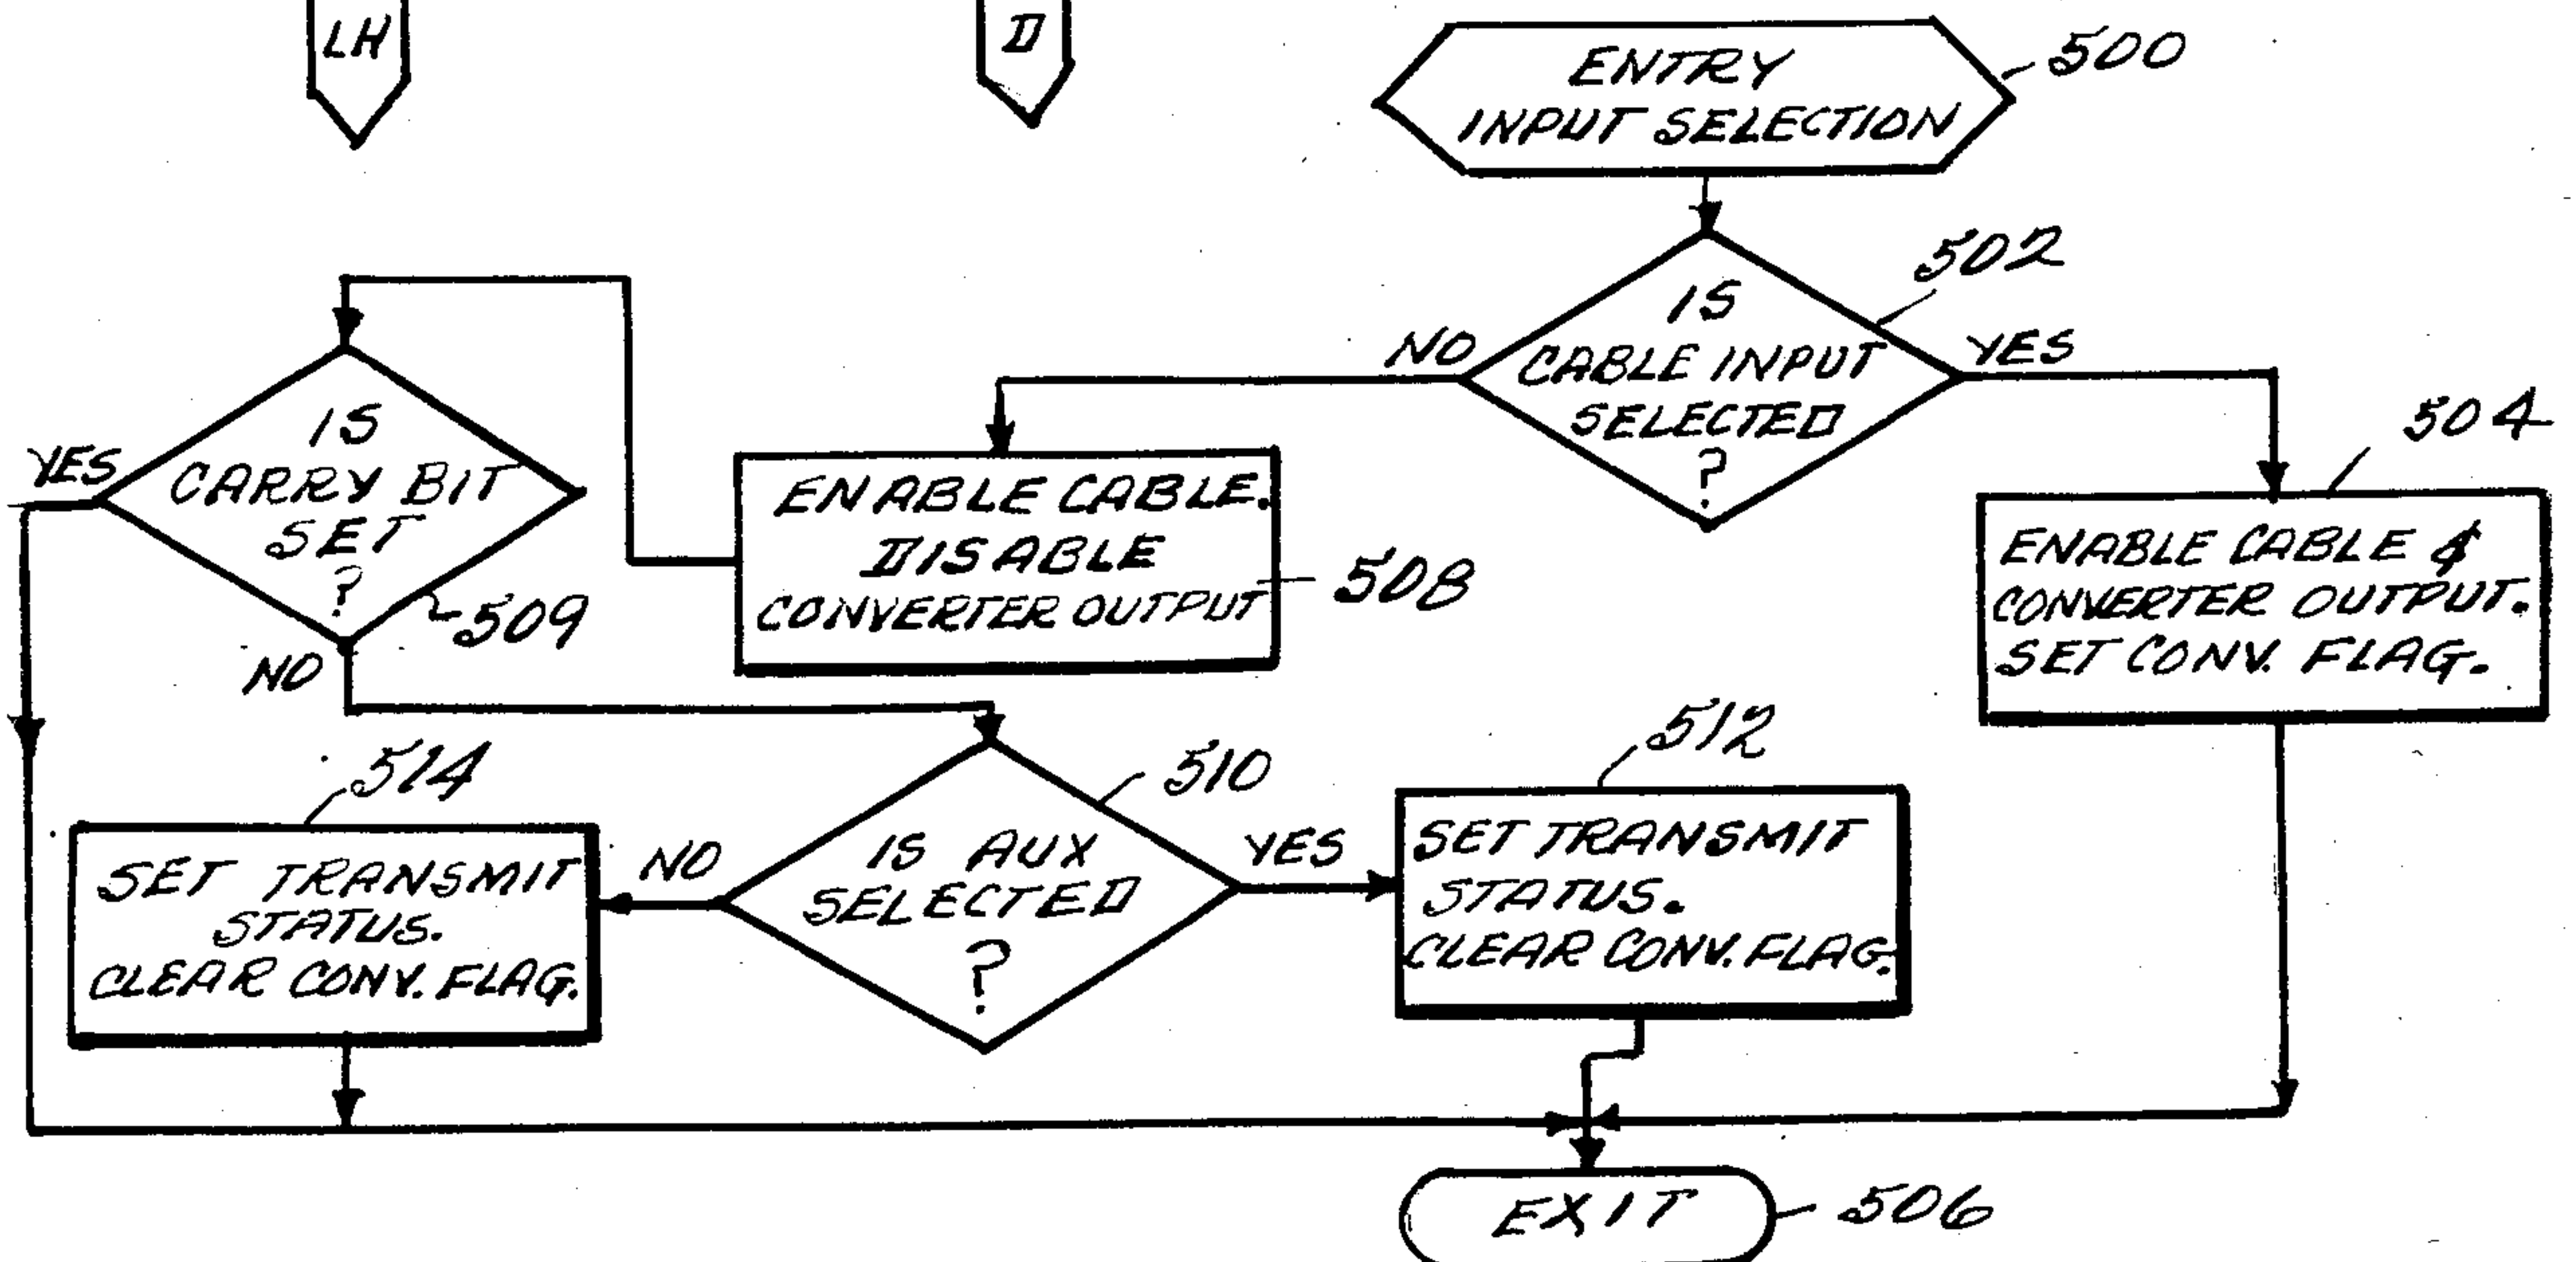 LH
D
ENTRY
INPUT SELECTION
500
IS
CABLE INPUT
SELECTED
?
502
NO
YES
504
ENABLE CABLE &
CONVERTER OUTPUT.
SET CONV. FLAG.
ENABLE CABLE.
DISABLE
CONVERTER OUTPUT
508
IS
CARRY BIT
SET
?
YES
509
NO
510
IS AUX
SELECTED
?
NO
YES
512
SET TRANSMIT
STATUS.
CLEAR CONV. FLAG.
514
SET TRANSMIT
STATUS.
CLEAR CONV. FLAG.
EXIT
506